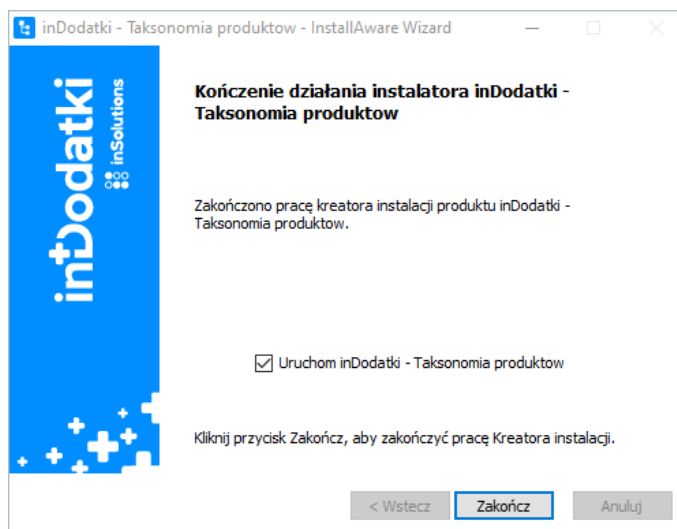 inDodatki - Taksonomia produktow - InstallAware Wizard
inDodatki
inSolutions
Kończenie działania instalatora inDodatki -
Taksonomia produktow
Zakończono pracę kreatora instalacji produktu inDodatki -
Taksonomia produktow.
Uruchom inDodatki - Taksonomia produktow
Kliknij przycisk Zakończ, aby zakończyć pracę Kreatora instalacji.
< Wstecz
Zakończ
Anuluj